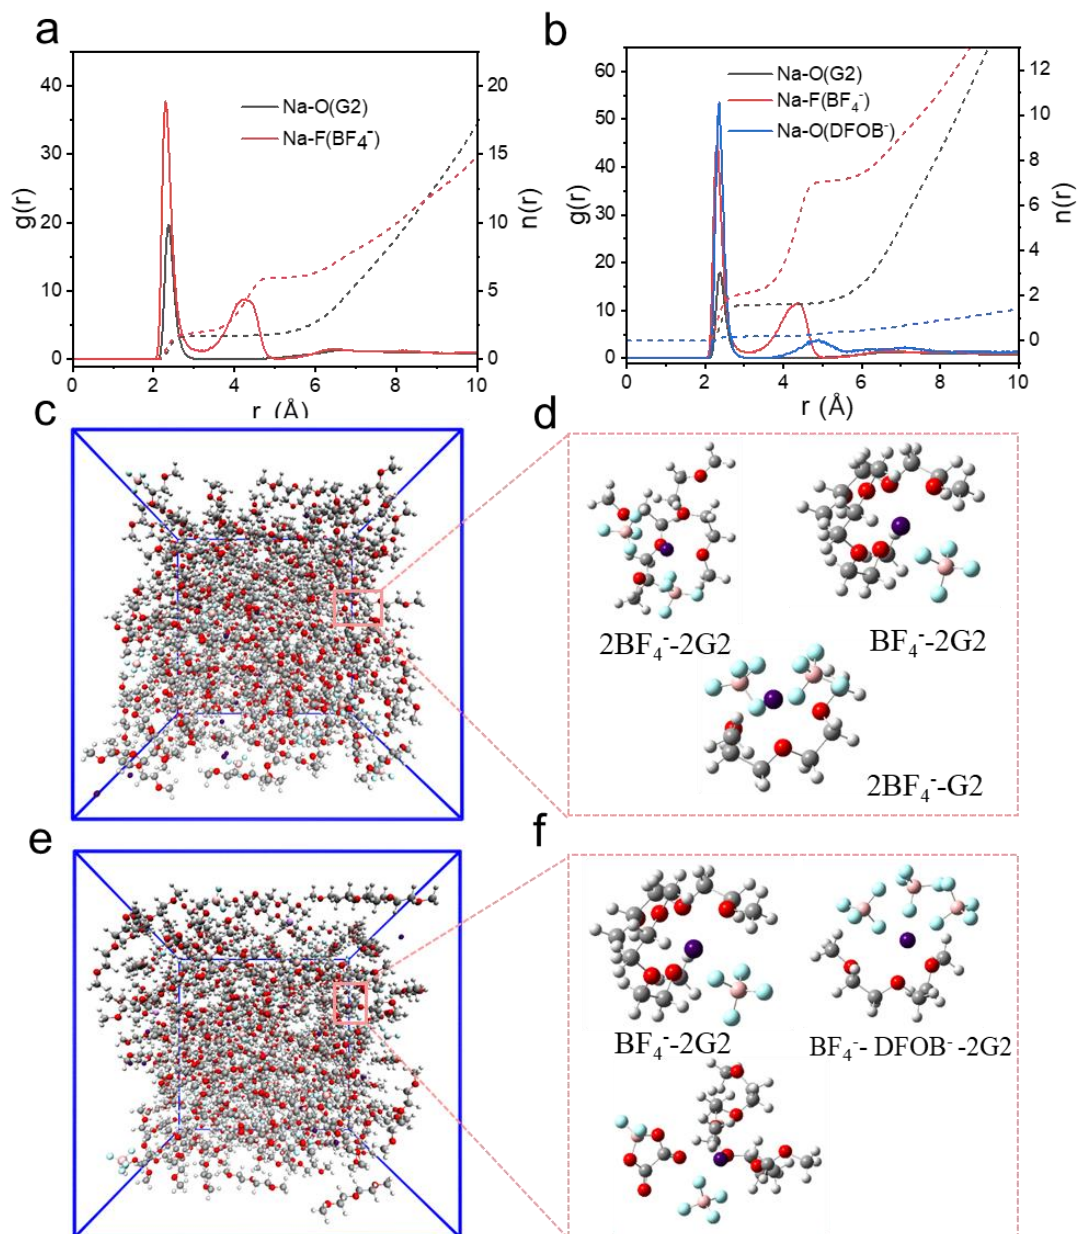 a
b
40
30
20
10
0
g(r)
Na-O(G2)
Na-F(BF₄⁻)
20
15
10
5
0
n(r)
0
2
4
6
8
10
r (Å)
60
50
40
30
20
10
0
g(r)
Na-O(G2)
Na-F(BF₄⁻)
Na-O(DFOB⁻)
12
10
8
6
4
2
0
n(r)
0
2
4
6
8
10
r (Å)
c
d
2BF₄⁻-2G2
BF₄⁻-2G2
2BF₄⁻-G2
e
f
BF₄⁻-2G2
BF₄⁻- DFOB⁻ -2G2